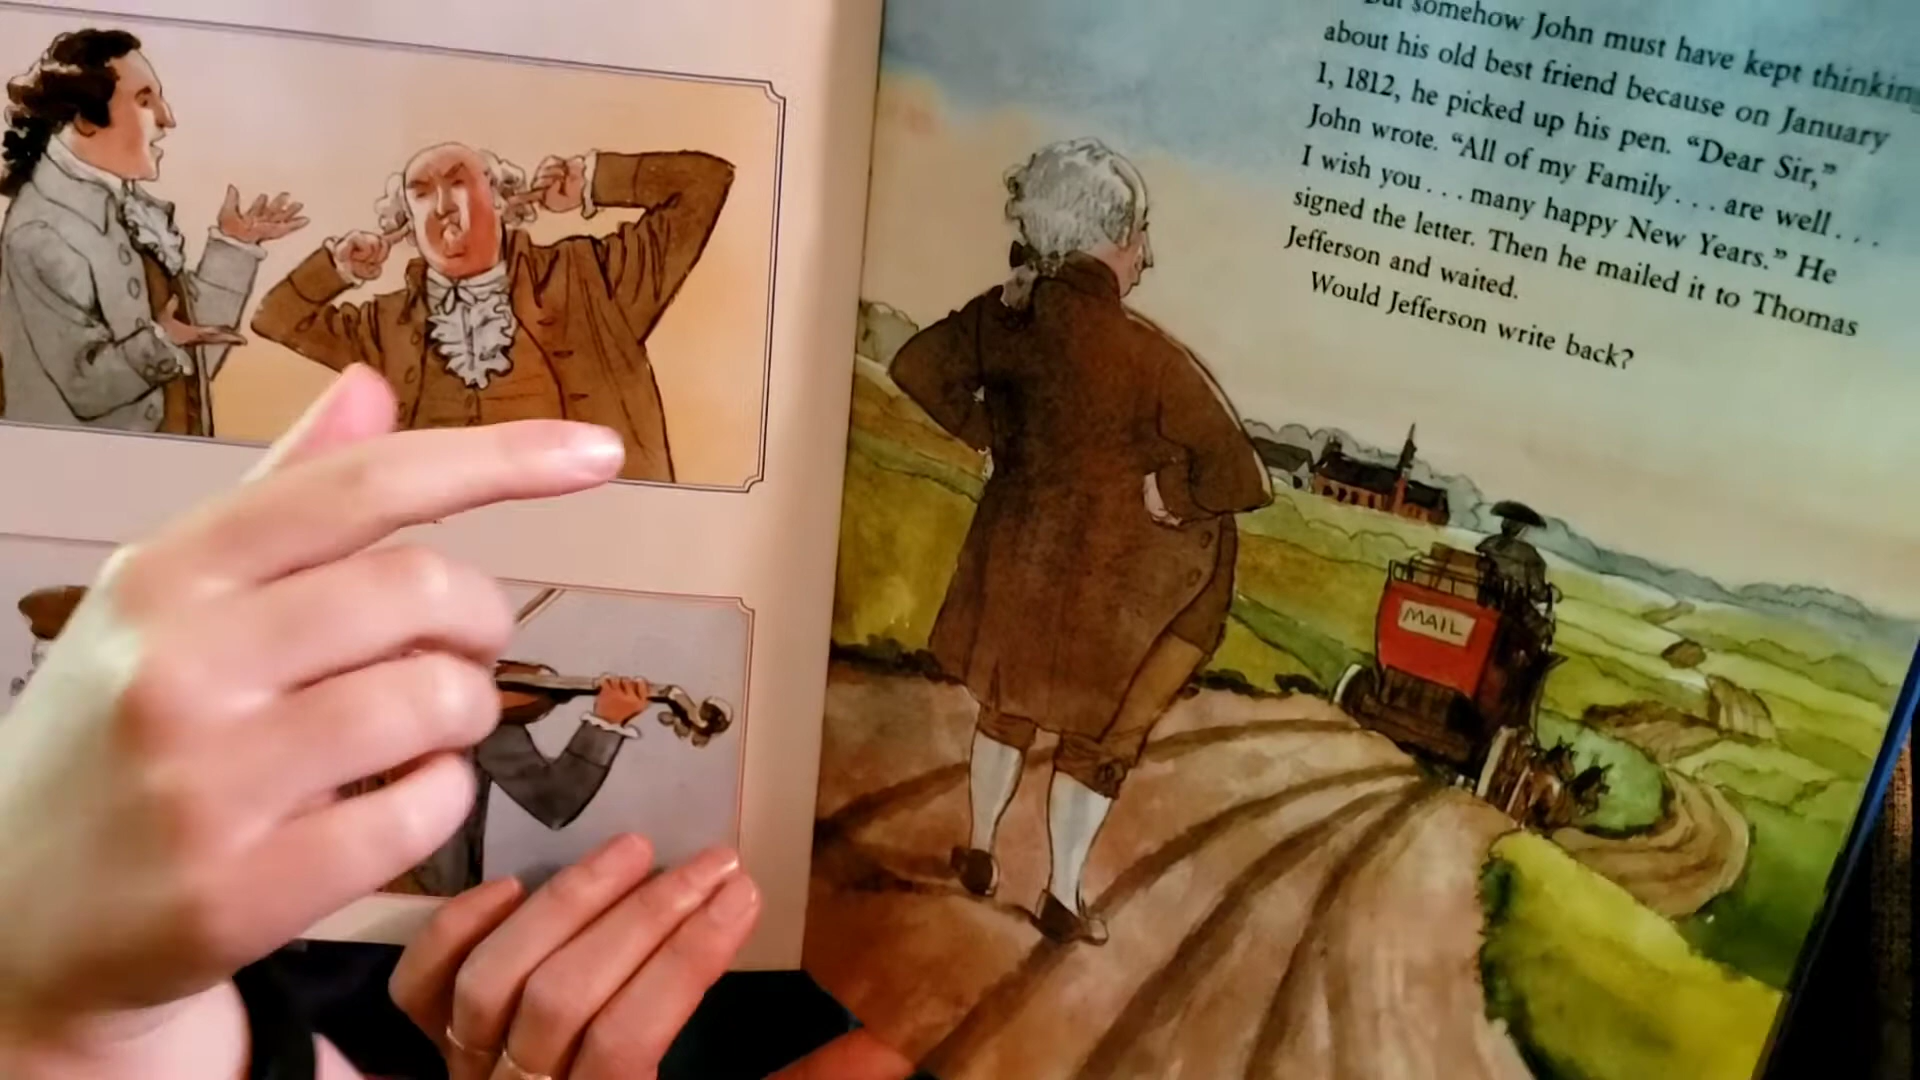 But somehow John must have kept thinking
about his old best friend because on January
1, 1812, he picked up his pen. “Dear Sir,”
John wrote. “All of my Family . . . are well . . .
I wish you . . . many happy New Years.” He
signed the letter. Then he mailed it to Thomas
Jefferson and waited.
Would Jefferson write back?
MAIL